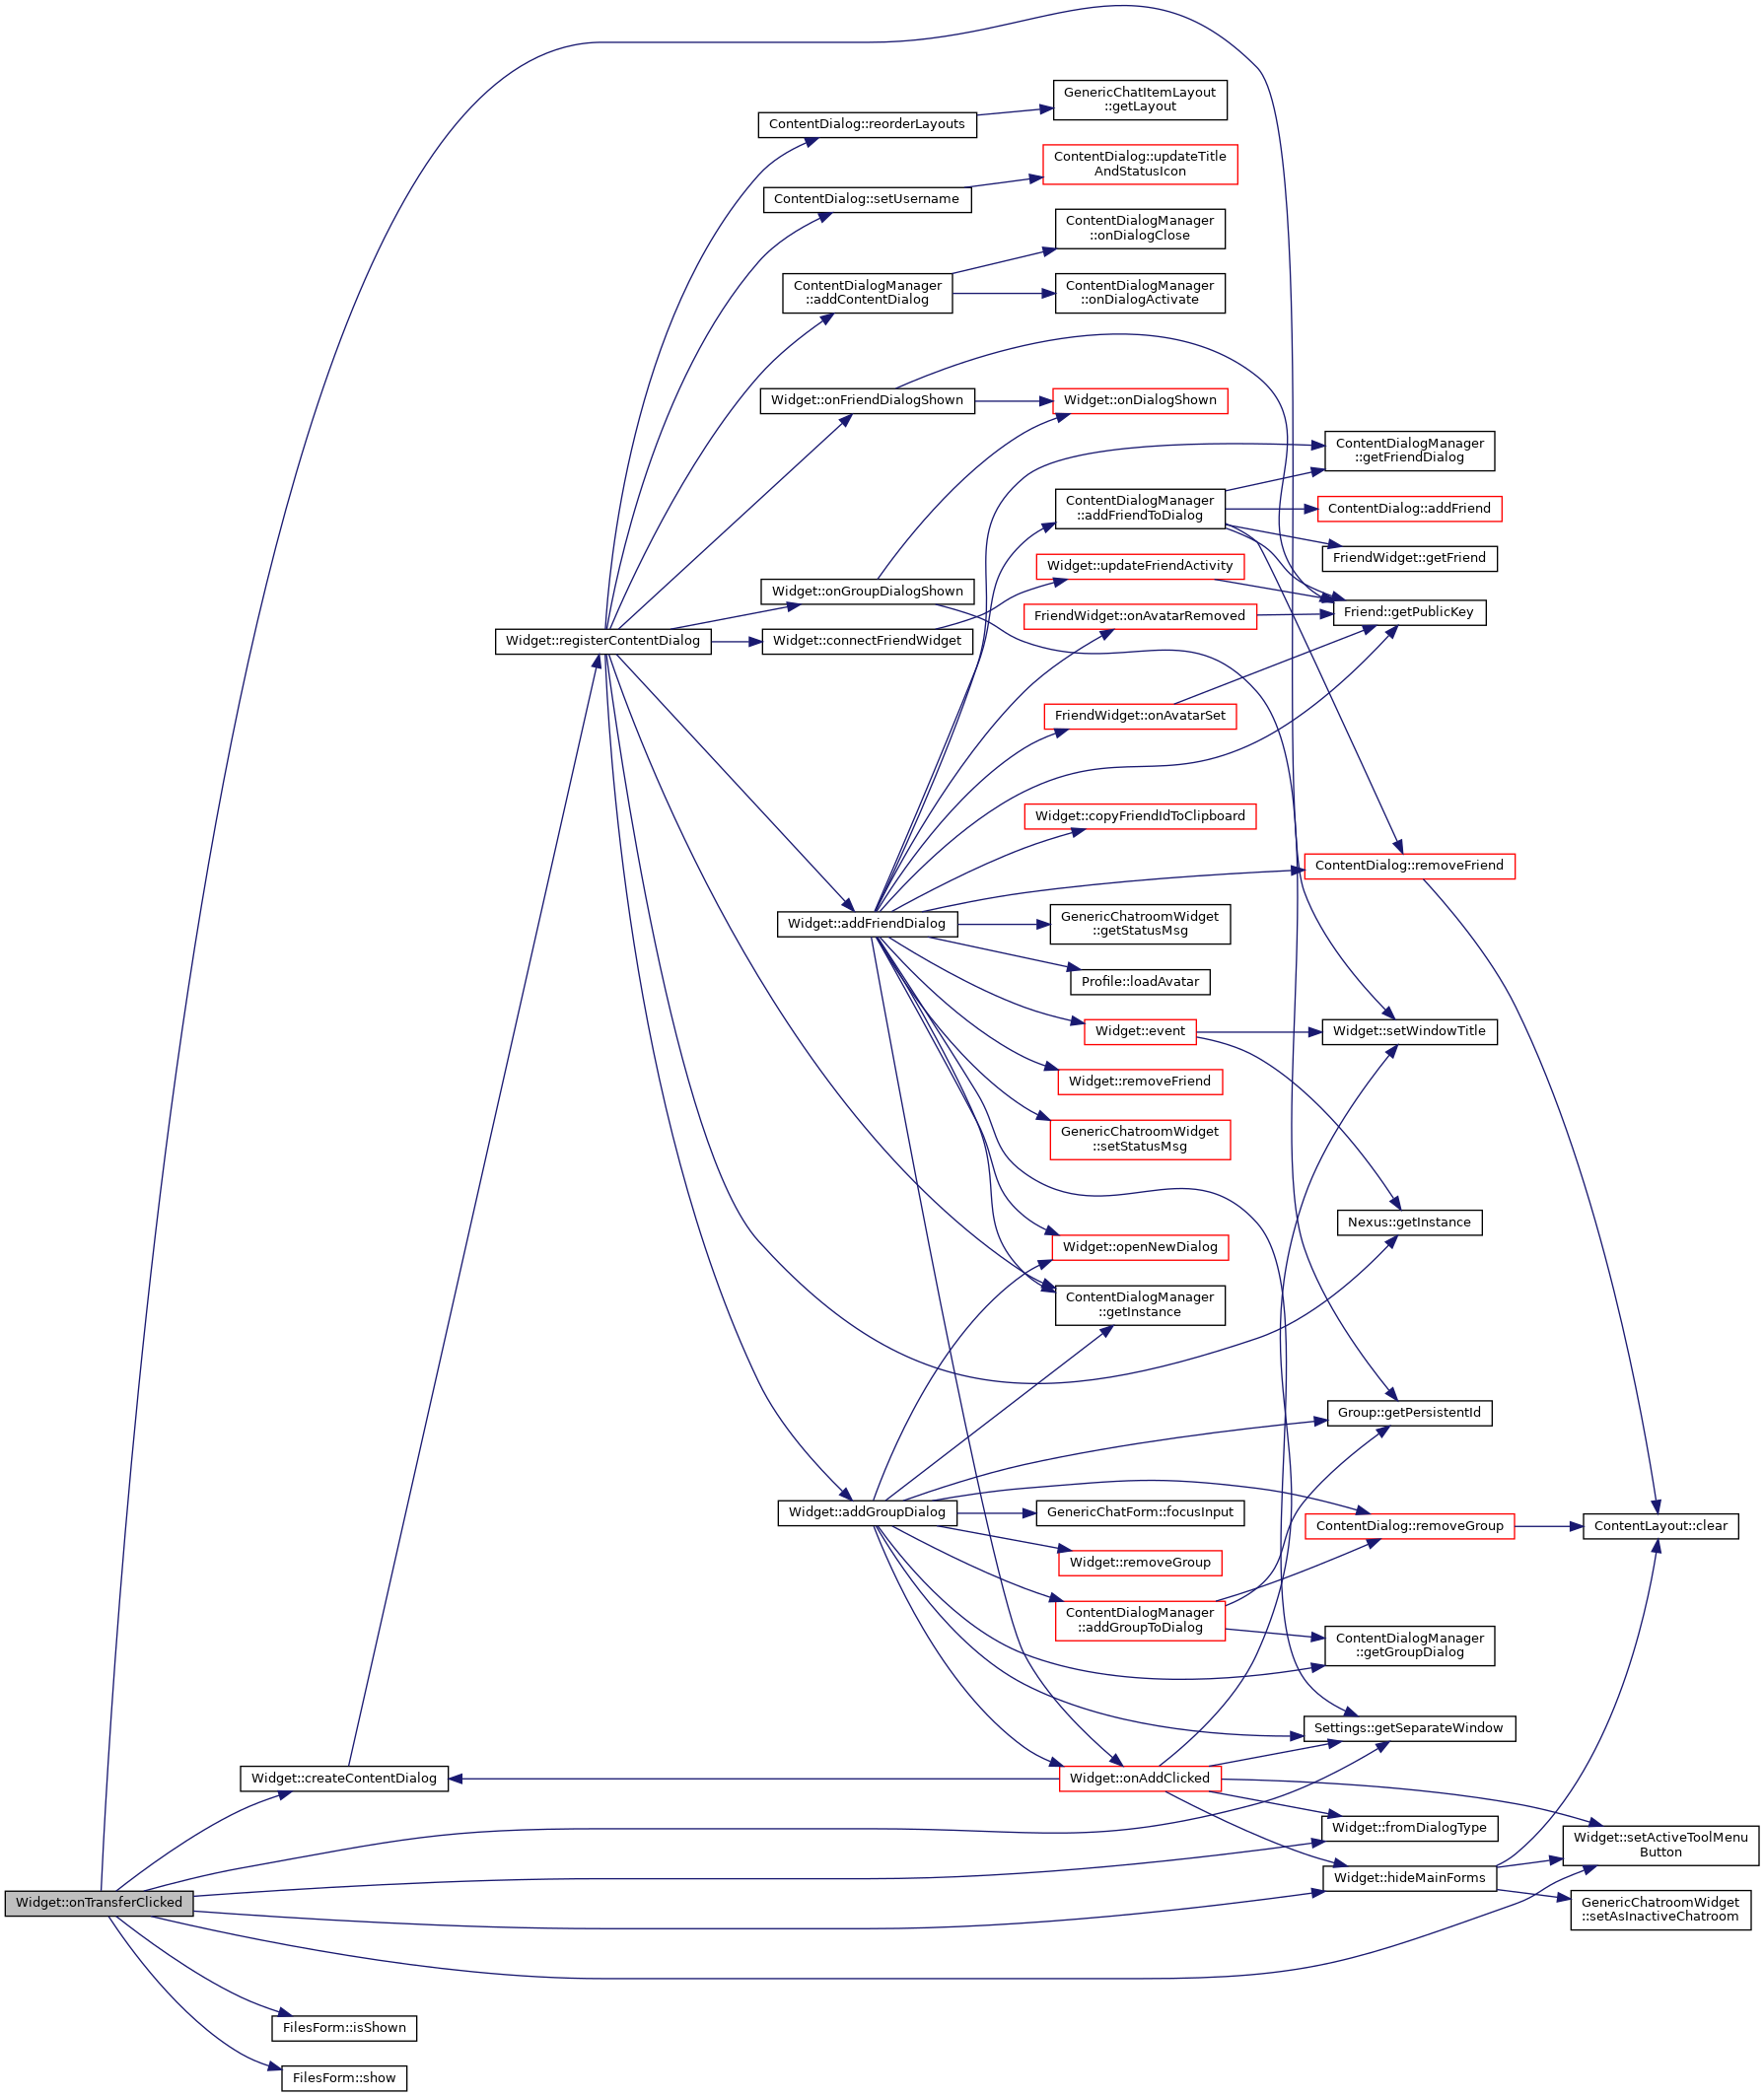 GenericChatItemLayout
::getLayout
ContentDialog::reorderLayouts
ContentDialog::updateTitle
AndStatusIcon
ContentDialog::setUsername
ContentDialogManager
::onDialogClose
ContentDialogManager
::addContentDialog
ContentDialogManager
::onDialogActivate
Widget::onFriendDialogShown
Widget::onDialogShown
ContentDialogManager
::getFriendDialog
ContentDialogManager
::addFriendToDialog
ContentDialog::addFriend
FriendWidget::getFriend
Widget::updateFriendActivity
Widget::onGroupDialogShown
FriendWidget::onAvatarRemoved
Friend::getPublicKey
Widget::registerContentDialog
Widget::connectFriendWidget
FriendWidget::onAvatarSet
Widget::copyFriendIdToClipboard
ContentDialog::removeFriend
Widget::addFriendDialog
GenericChatroomWidget
::getStatusMsg
Profile::loadAvatar
Widget::event
Widget::setWindowTitle
Widget::removeFriend
GenericChatroomWidget
::setStatusMsg
Nexus::getInstance
Widget::openNewDialog
ContentDialogManager
::getInstance
Group::getPersistentId
Widget::addGroupDialog
GenericChatForm::focusInput
ContentDialog::removeGroup
ContentLayout::clear
Widget::removeGroup
ContentDialogManager
::addGroupToDialog
ContentDialogManager
::getGroupDialog
Settings::getSeparateWindow
Widget::createContentDialog
Widget::onAddClicked
Widget::fromDialogType
Widget::setActiveToolMenu
Button
Widget::hideMainForms
Widget::onTransferClicked
GenericChatroomWidget
::setAsInactiveChatroom
FilesForm::isShown
FilesForm::show